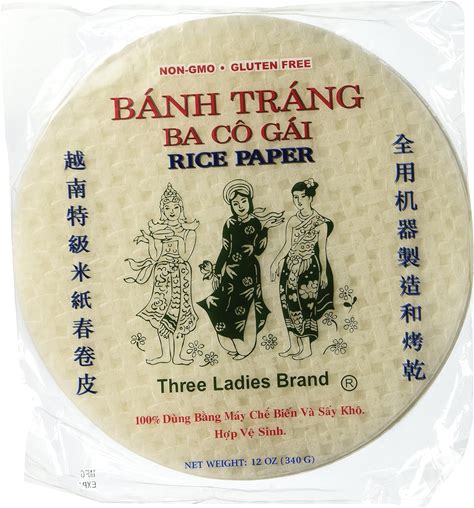 NON-GMO • GLUTEN FREE
BÁNH TRÁNG
BA CÔ GÁI
RICE PAPER
越南特級米紙春卷皮
全用机器製造和烤乾
Three Ladies Brand ®
100% Dùng Bằng Máy Chế Biến Và Sấy Khô.
Hợp Vệ Sinh.
NET WEIGHT: 12 OZ (340 G)